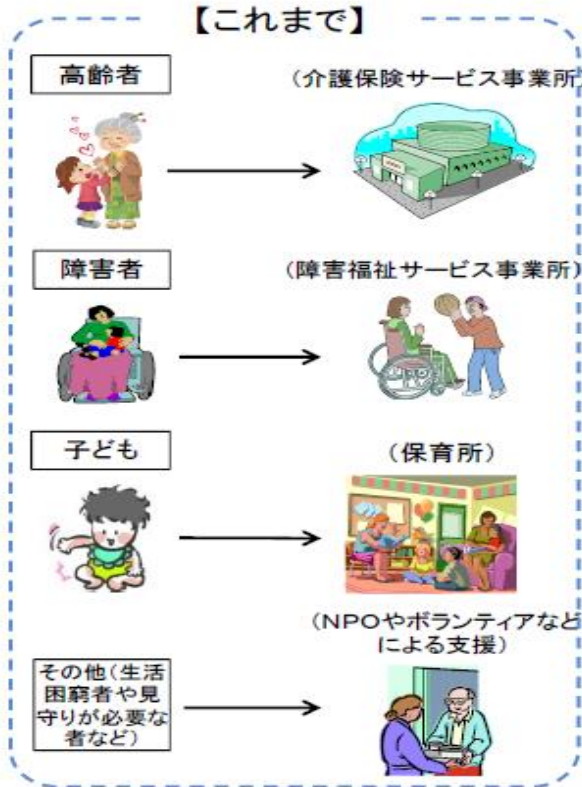 【これまで】
高齢者
(介護保険サービス事業所)
障害者
(障害福祉サービス事業所)
子ども
(保育所)
(NPOやボランティアなど
による支援)
その他(生活
困窮者や見
守りが必要な
者など)